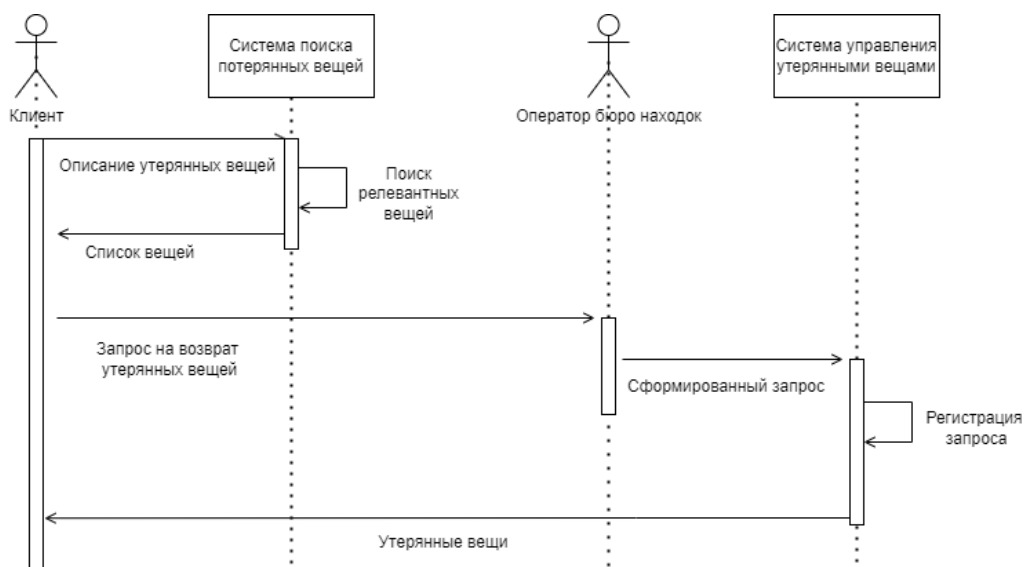 Система поиска
потерянных вещей
Система управления
утерянными вещами
Клиент
Оператор бюро находок
Описание утерянных вещей
Поиск
релевантных
вещей
Список вещей
Запрос на возврат
утерянных вещей
Сформированный запрос
Регистрация
запроса
Утерянные вещи